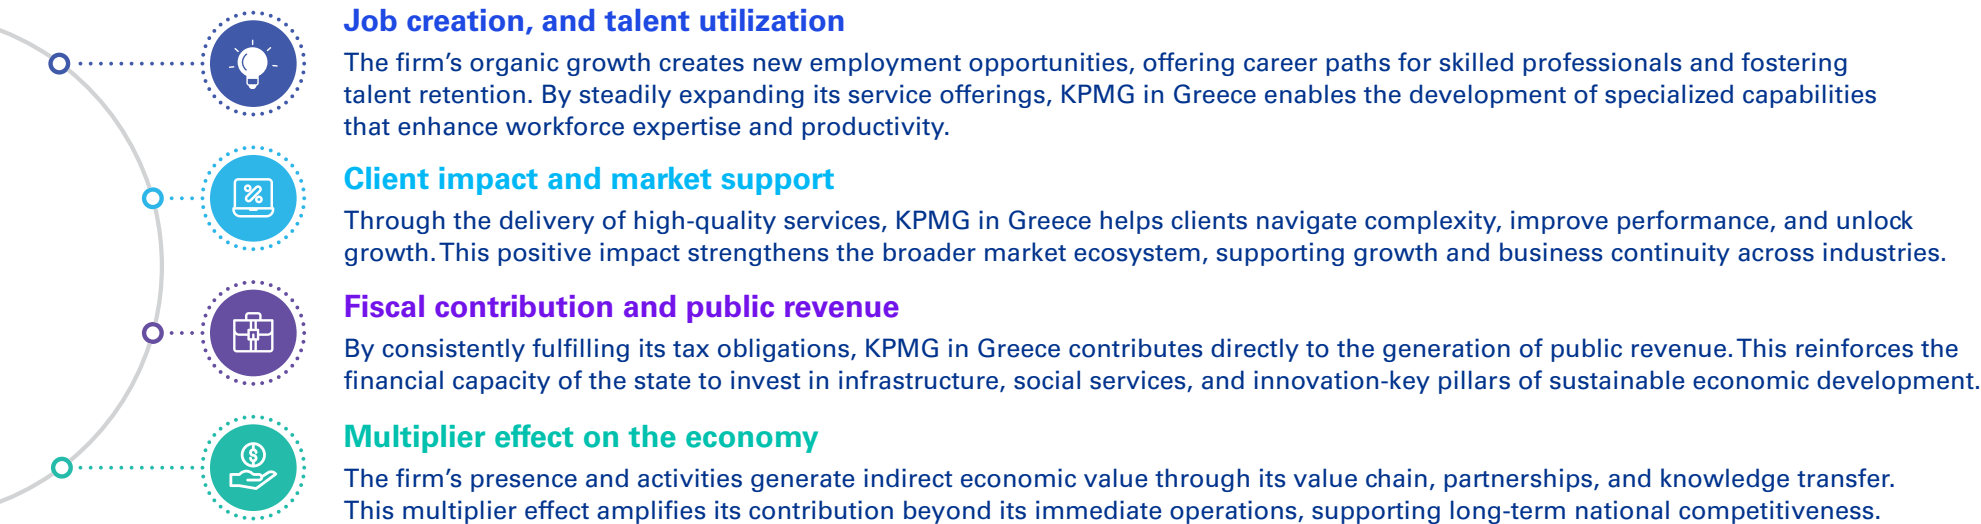 Job creation, and talent utilization
The firm’s organic growth creates new employment opportunities, offering career paths for skilled professionals and fostering
talent retention. By steadily expanding its service offerings, KPMG in Greece enables the development of specialized capabilities
that enhance workforce expertise and productivity.
%
Client impact and market support
Through the delivery of high-quality services, KPMG in Greece helps clients navigate complexity, improve performance, and unlock
growth. This positive impact strengthens the broader market ecosystem, supporting growth and business continuity across industries.
Fiscal contribution and public revenue
By consistently fulfilling its tax obligations, KPMG in Greece contributes directly to the generation of public revenue. This reinforces the
financial capacity of the state to invest in infrastructure, social services, and innovation-key pillars of sustainable economic development.
$
Multiplier effect on the economy
The firm’s presence and activities generate indirect economic value through its value chain, partnerships, and knowledge transfer.
This multiplier effect amplifies its contribution beyond its immediate operations, supporting long-term national competitiveness.